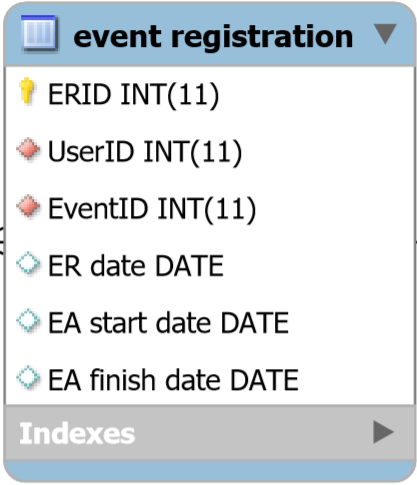 event registration
ERID INT(11)
UserID INT(11)
EventID INT(11)
ER date DATE
EA start date DATE
EA finish date DATE
Indexes